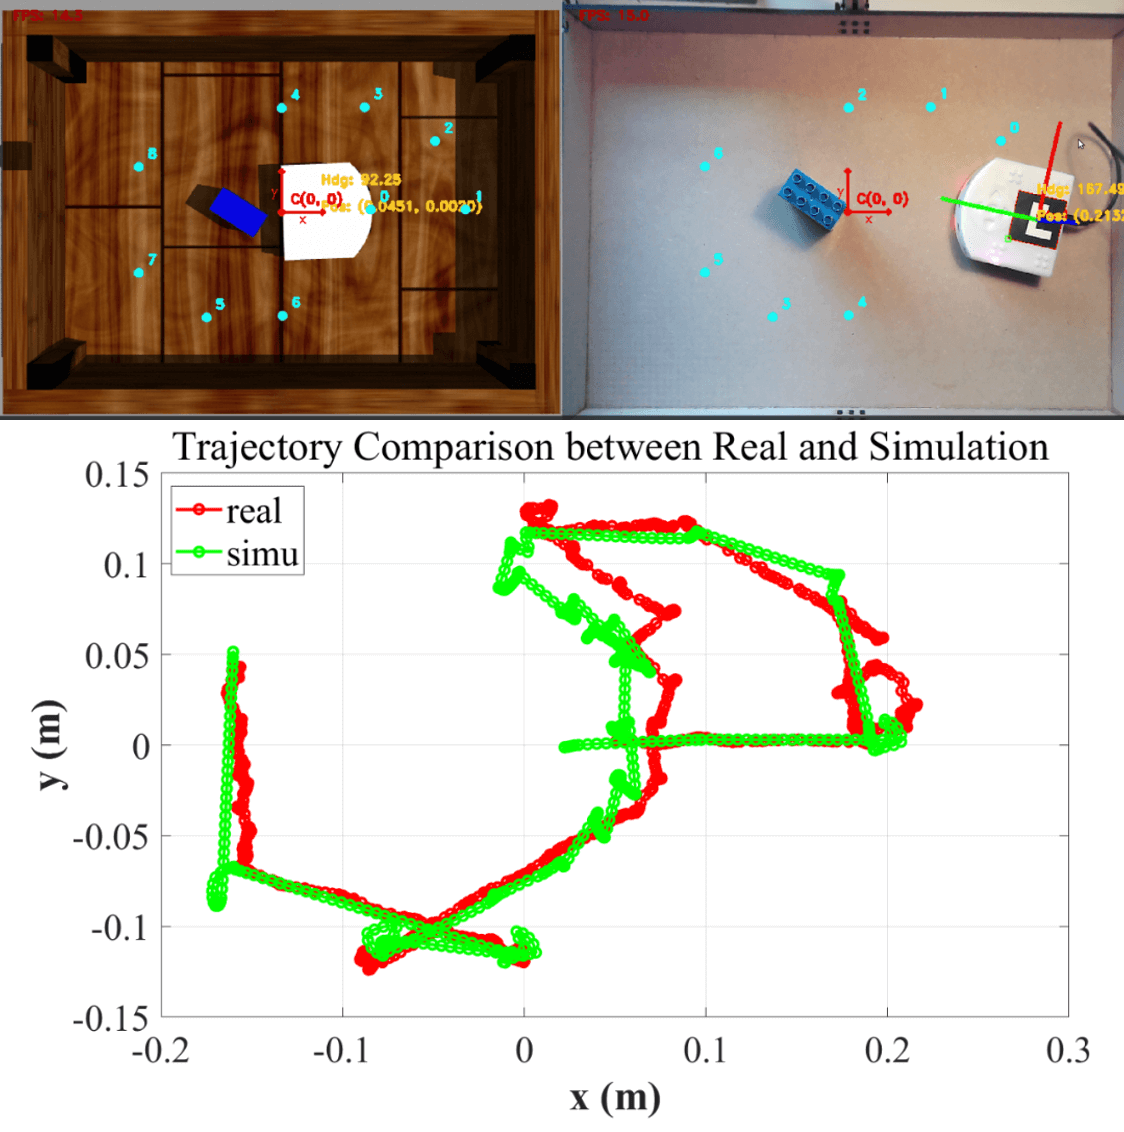 FPS: 14.5
4
3
2
8
Hdg: 92.25
0
1
Y
C(0, 0)
Pos: (0.0451, 0.0020)
X
7
5
6
FPS: 15.0
2
1
0
6
Hdg: 167.49
Y
C(0, 0)
Pos: (0.2132
X
5
3
4
Trajectory Comparison between Real and Simulation
real
simu
0.15
0.1
0.05
0
-0.05
-0.1
-0.15
y (m)
-0.2
-0.1
0
0.1
0.2
0.3
x (m)